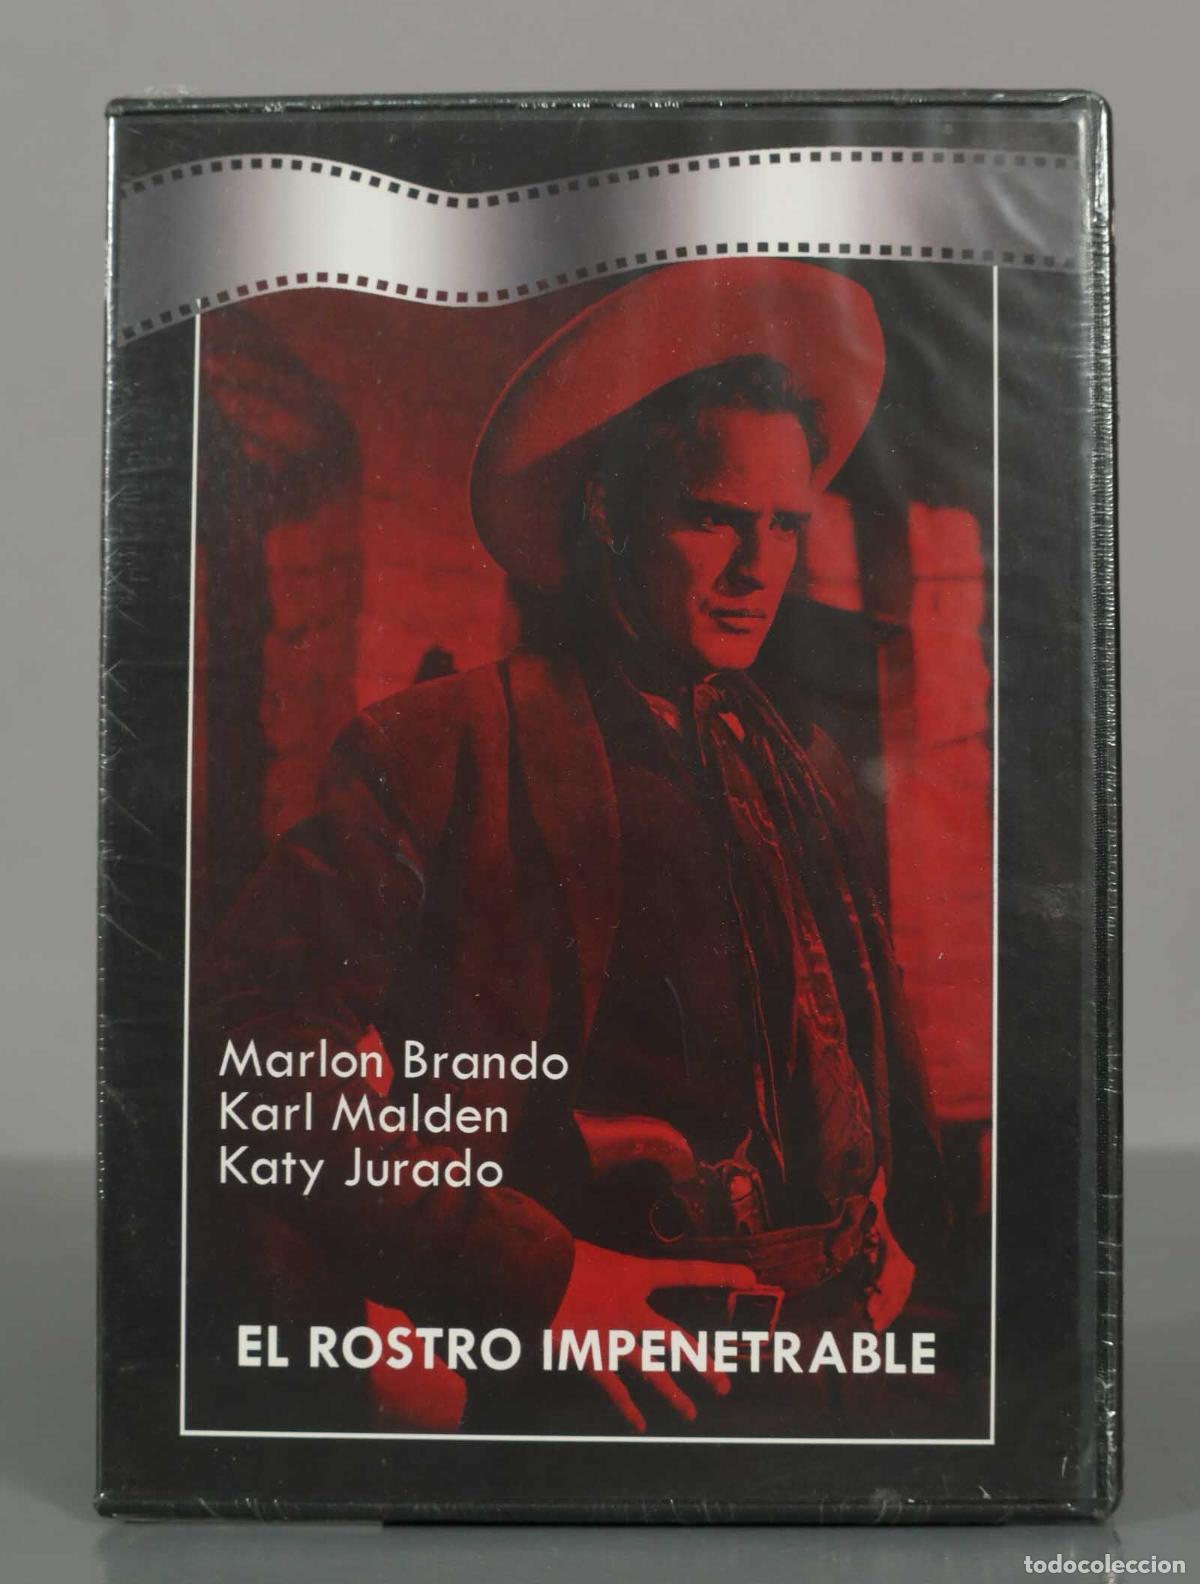 Marlon Brando
Karl Malden
Katy Jurado
EL ROSTRO IMPENETRABLE
todocoleccion